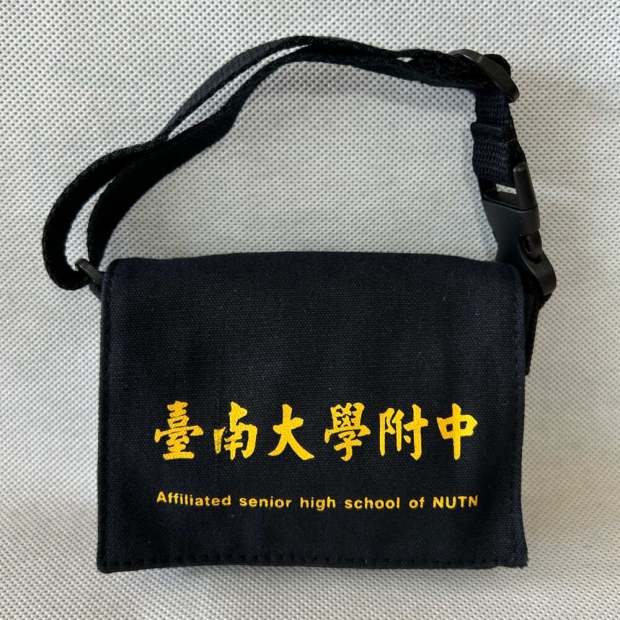 臺南大學附中
Affiliated senior high school of NUTN